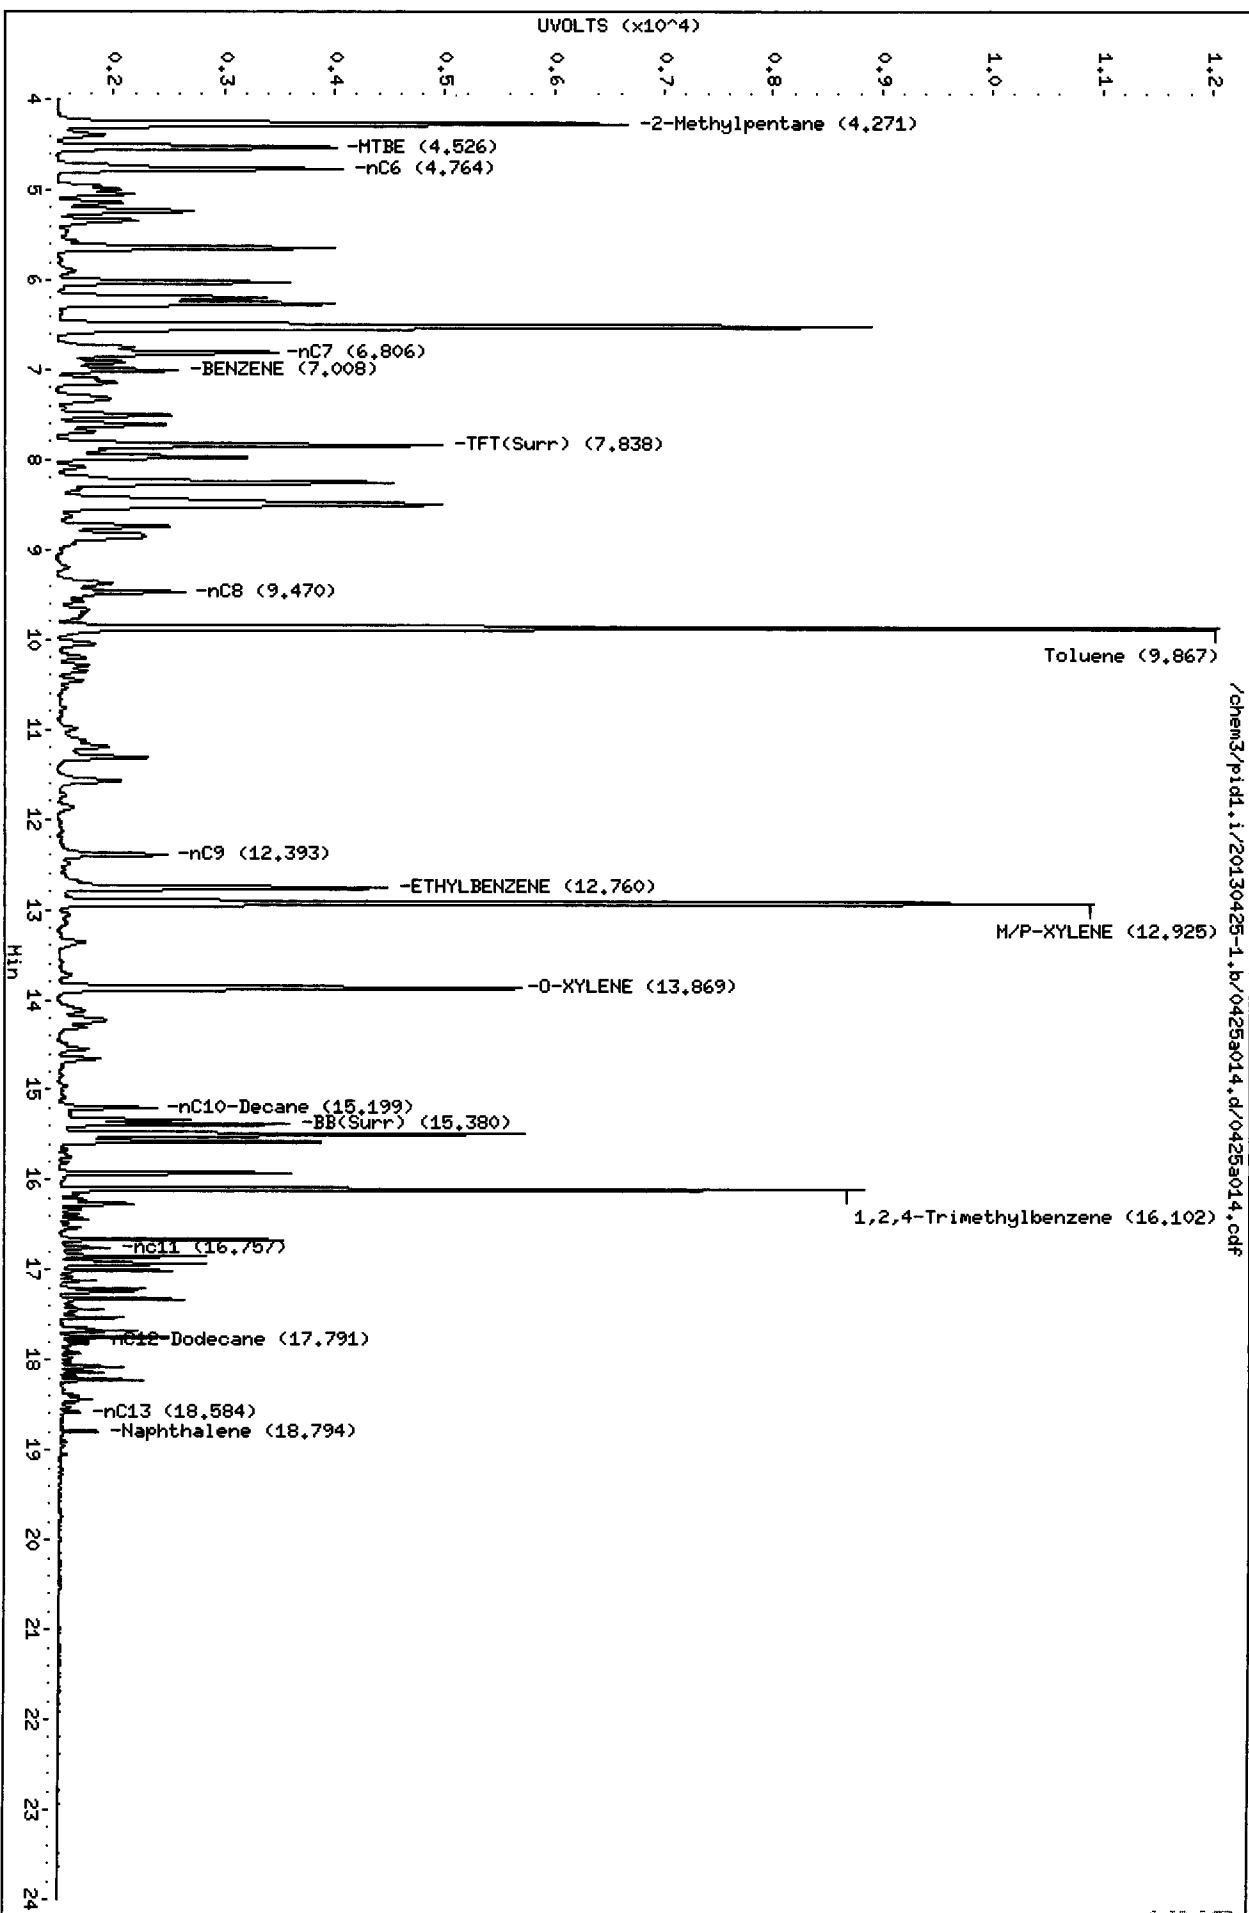 UVOLTS (x10^4)
0.2
0.3
0.4
0.5
0.6
0.7
0.8
0.9
1.0
1.1
1.2
/chem3/pid1.i/20130425-1.b/0425a014.d/0425a014.cdf
4
5
6
7
8
9
10
11
12
13
14
15
16
17
18
19
20
21
22
23
24
Min
-2-Methylpentane (4.271)
-MTBE (4.526)
-nC6 (4.764)
-nC7 (6.806)
-BENZENE (7.008)
-TFT(Surr) (7.838)
-nC8 (9.470)
Toluene (9.867)
-nC9 (12.393)
-ETHYLBENZENE (12.760)
M/P-XYLENE (12.925)
-O-XYLENE (13.869)
-nC10-Decane (15.199)
-BB(Surr) (15.380)
1,2,4-Trimethylbenzene (16.102)
-nc11 (16.757)
nC12-Dodecane (17.791)
-nC13 (18.584)
-Naphthalene (18.794)